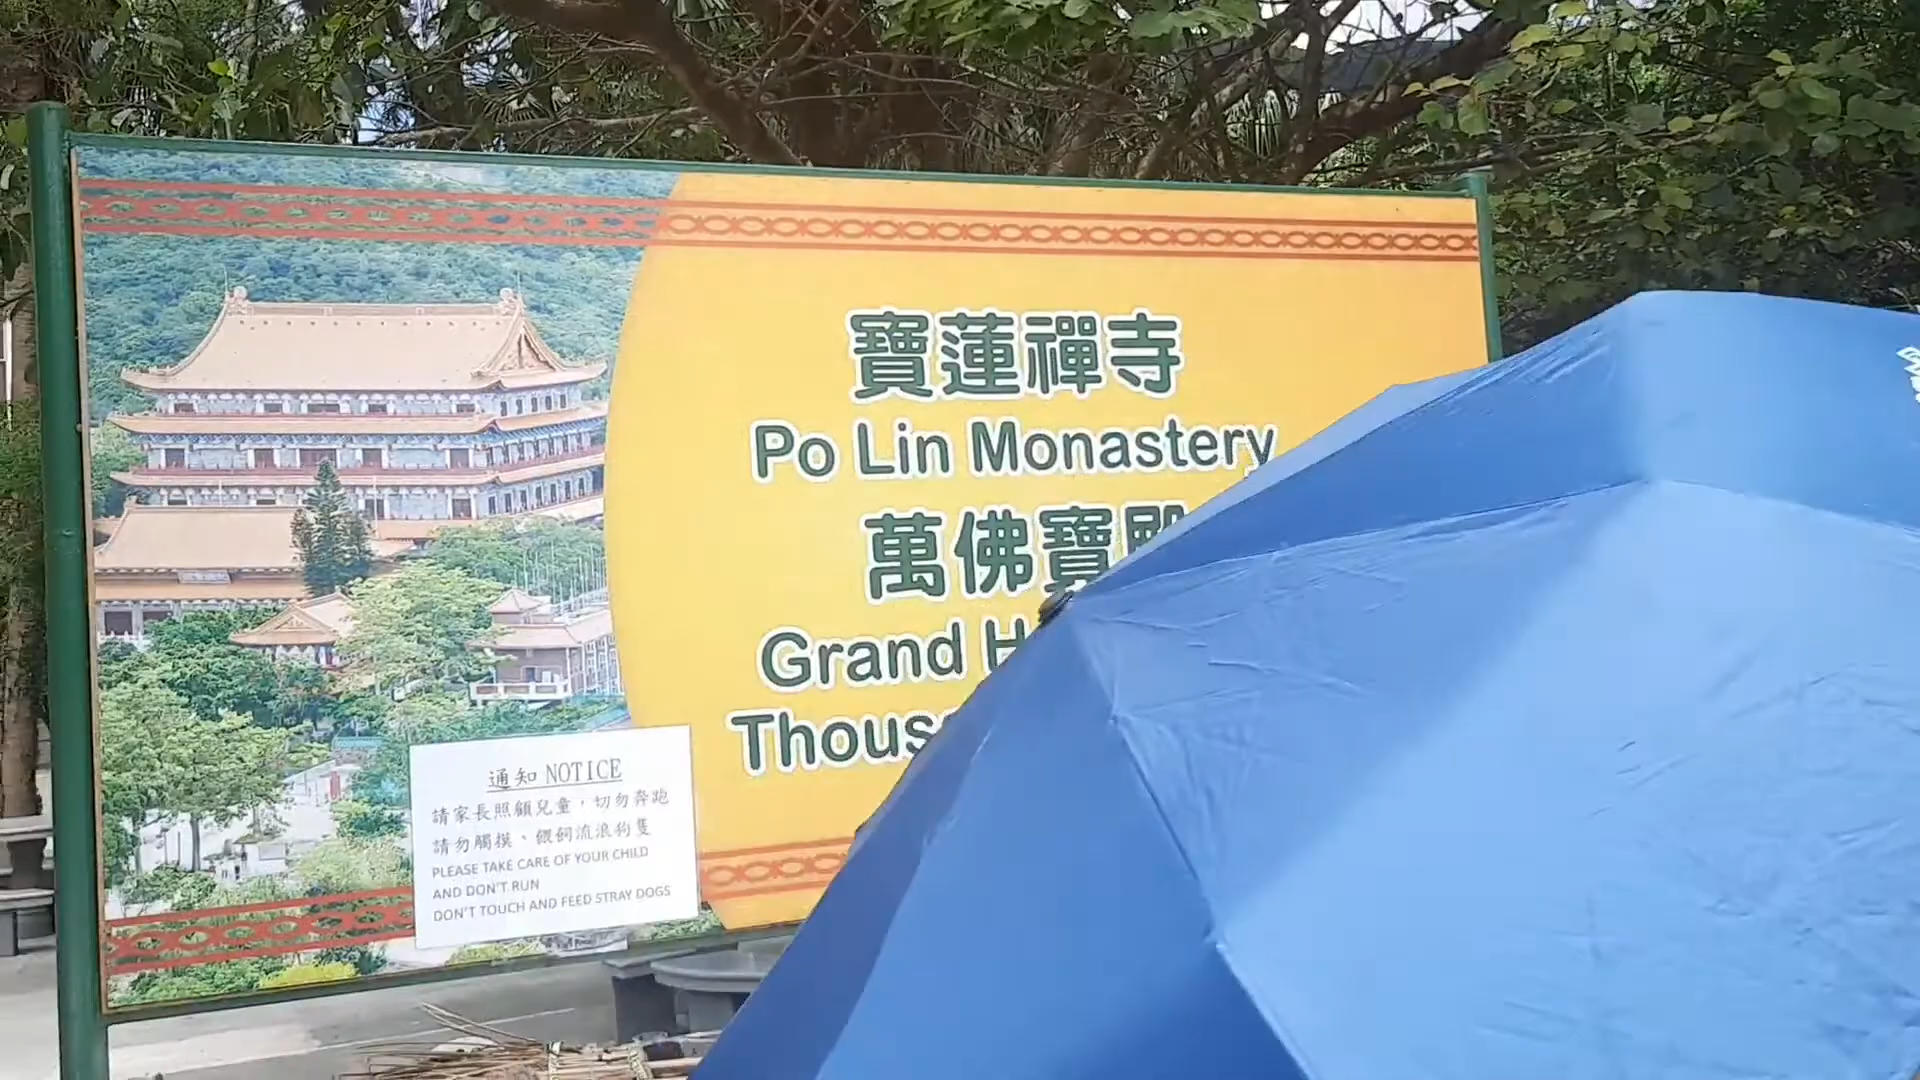 寶蓮禪寺
Po Lin Monastery
萬佛寶殿
Grand
通知 NOTICE
請家長照顧兒童，切勿奔跑
請勿觸摸、餵飼流浪狗隻
PLEASE TAKE CARE OF YOUR CHILD
AND DON'T RUN
DON'T TOUCH AND FEED STRAY DOGS